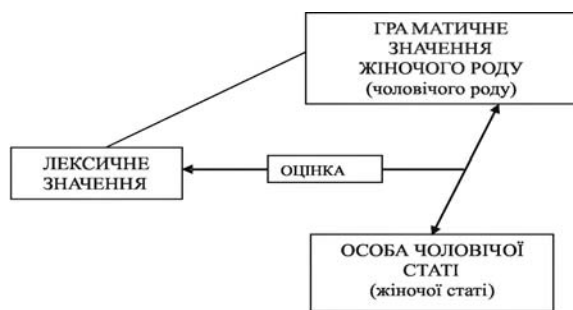 ГРА МАТИЧНЕ
ЗНАЧЕННЯ
ЖІНОЧОГО РОДУ
(чоловічого роду)
ЛЕКСИЧНЕ
ЗНАЧЕННЯ
ОЦІНКА
ОСОБА ЧОЛОВІЧОЇ
СТАТІ
(жіночої статі)